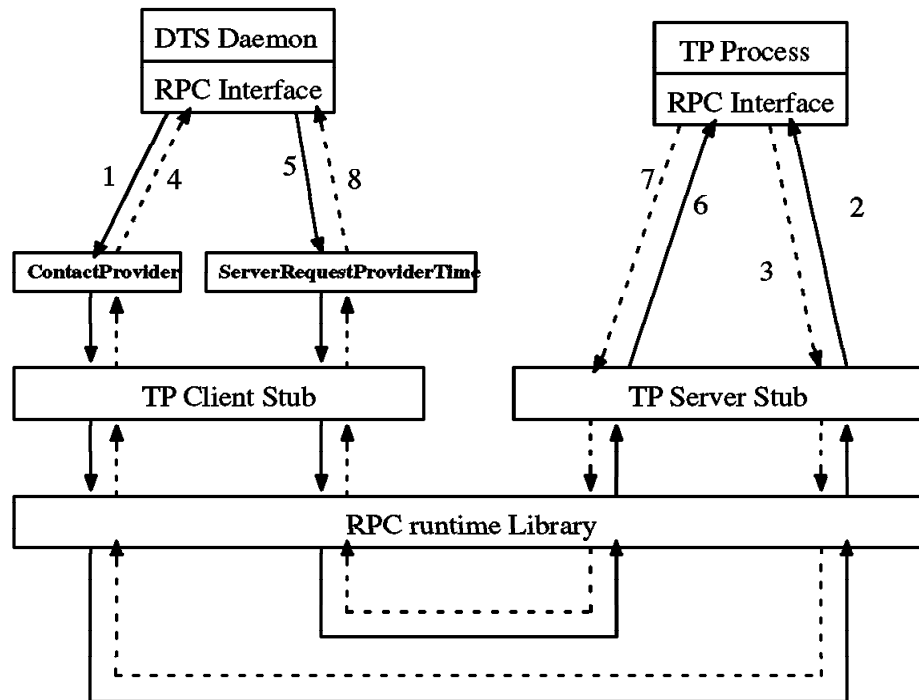 DTS Daemon
RPC Interface
TP Process
RPC Interface
1
4
5
8
7
6
3
2
ContactProvider
ServerRequestProviderTime
TP Client Stub
TP Server Stub
RPC runtime Library